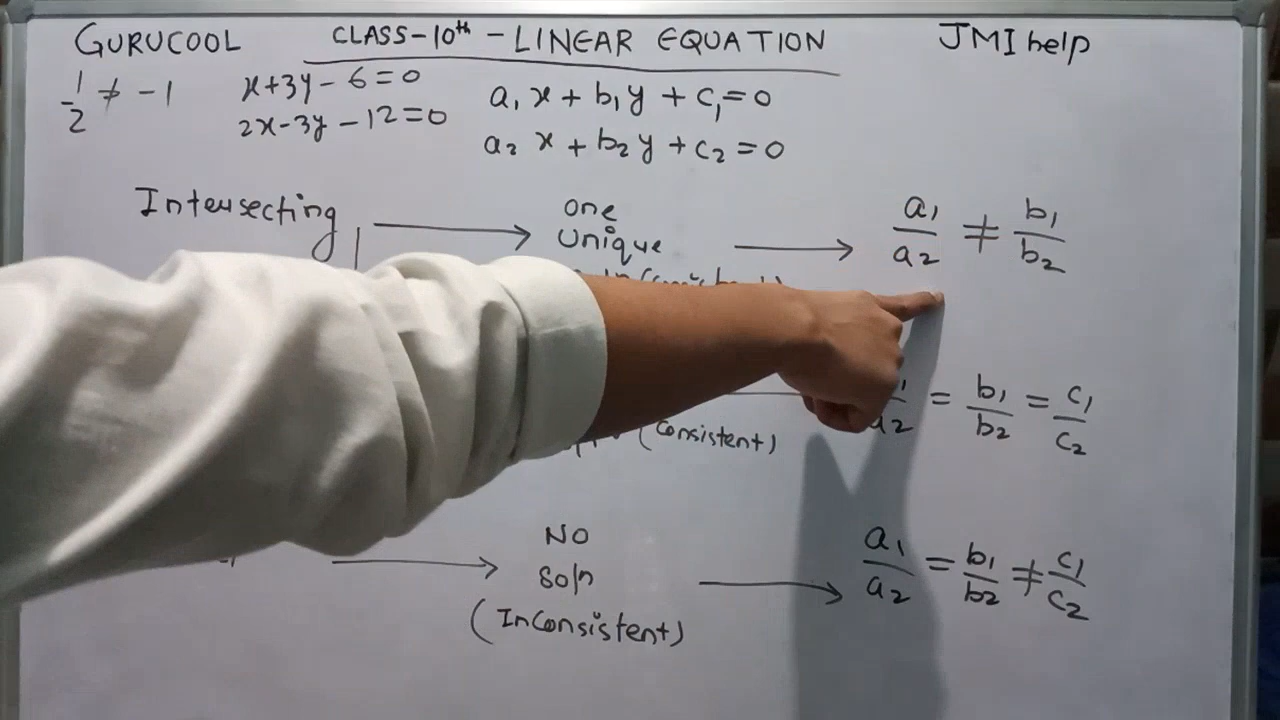 GURUCOOL CLASS-10th - LINEAR EQUATION JMI help
1/2 ≠ -1
x+3y-6=0
2x-3y-12=0
a₁x + b₁y + c₁=0
a₂x + b₂y + c₂=0
Intersecting → one
unique → a₁/a₂ ≠ b₁/b₂
(Consistent) b₁/b₂ = c₁/c₂
→ NO
soln → a₁/a₂ = b₁/b₂ ≠ c₁/c₂
(InConsistent)